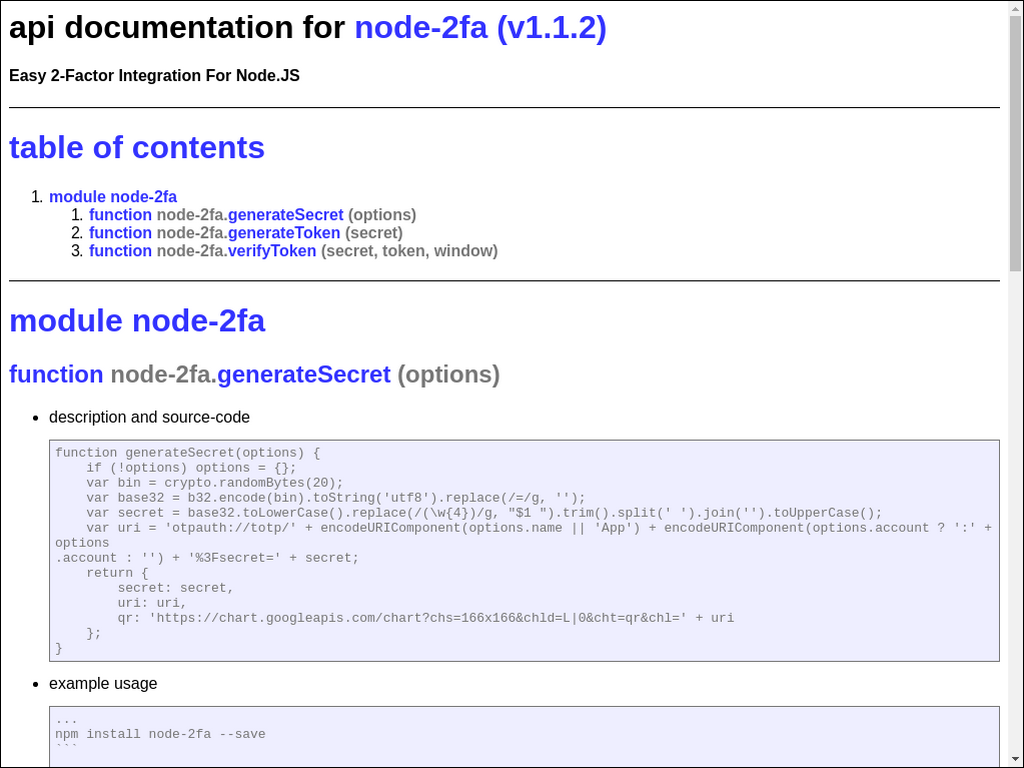 api documentation for node-2fa (v1.1.2)
Easy 2-Factor Integration For Node.JS
table of contents
1. module node-2fa
1. function node-2fa.generateSecret (options)
2. function node-2fa.generateToken (secret)
3. function node-2fa.verifyToken (secret, token, window)
module node-2fa
function node-2fa.generateSecret (options)
• description and source-code
function generateSecret(options) {
    if (!options) options = {};
    var bin = crypto.randomBytes(20);
    var base32 = b32.encode(bin).toString('utf8').replace(/=/g, '');
    var secret = base32.toLowerCase().replace(/(\w{4})/g, "$1 ").trim().split(' ').join('').toUpperCase();
    var uri = 'otpauth://totp/' + encodeURIComponent(options.name || 'App') + encodeURIComponent(options.account ? ':' +
options
.account : '') + '%3Fsecret=' + secret;
    return {
        secret: secret,
        uri: uri,
        qr: 'https://chart.googleapis.com/chart?chs=166x166&chld=L|0&cht=qr&chl=' + uri
    };
}
• example usage
...
npm install node-2fa --save
```